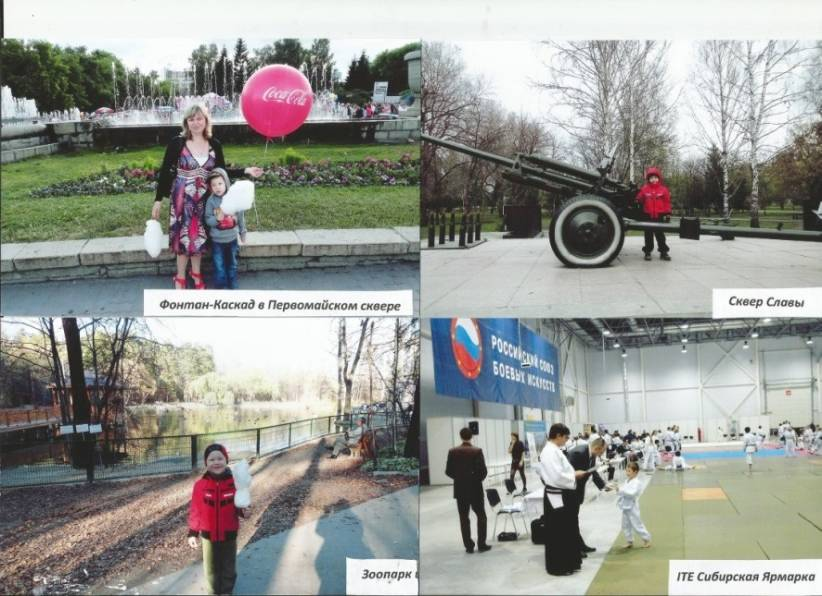 Coca-Cola
Фонтан-Каскад в Первомайском сквере
Сквер Славы
РОССИЙСКИЙ СОЮЗ
БОЕВЫХ ИСКУССТВ
Зоопарк и
ITE Сибирская Ярмарка